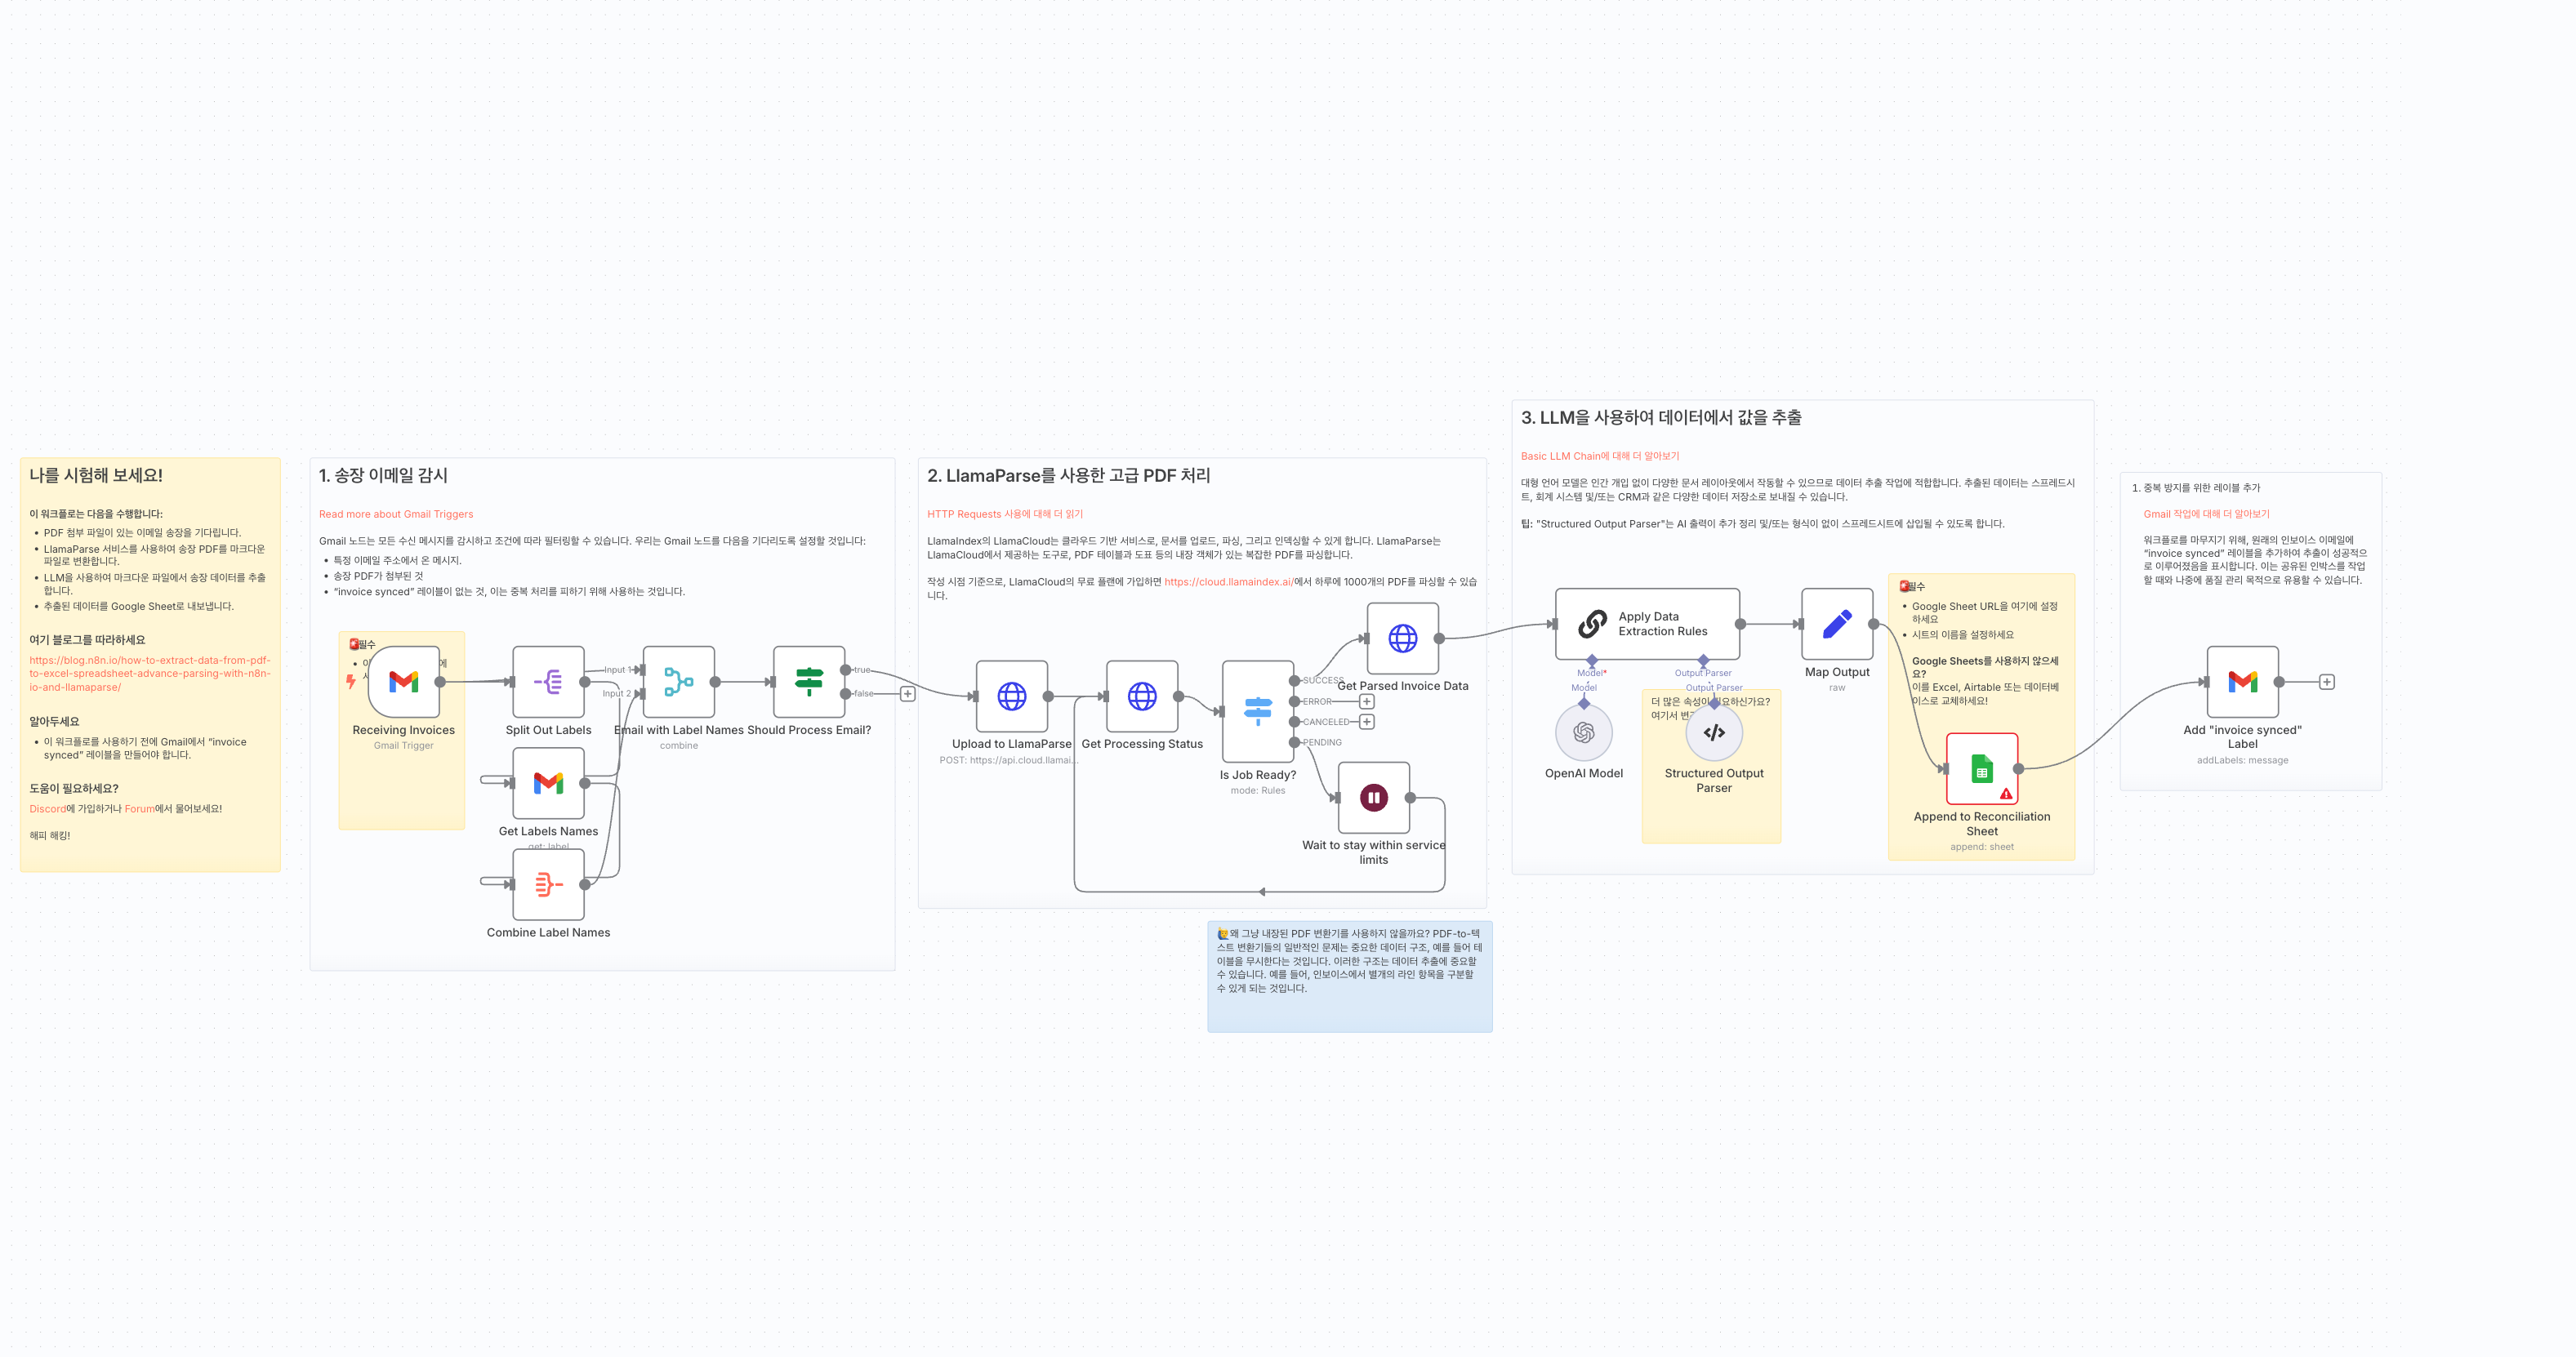 나를 시험해 보세요!
이 워크플로는 다음을 수행합니다:
PDF 첨부 파일이 있는 이메일 송장을 기다립니다.
LlamaParse 서비스를 사용하여 송장 PDF를 마크다운
파일로 변환합니다.
LLM을 사용하여 마크다운 파일에서 송장 데이터를 추출
합니다.
추출된 데이터를 Google Sheet로 내보냅니다.
여기 블로그를 따라하세요
https://blog.n8n.io/how-to-extract-data-from-pdf-
to-excel-spreadsheet-advance-parsing-with-n8n-
io-and-llamaparse/
알아두세요
이 워크플로를 사용하기 전에 Gmail에서 “invoice
synced” 레이블을 만들어야 합니다.
도움이 필요하세요?
Discord에 가입하거나 Forum에서 물어보세요!
해피 해킹!
1. 송장 이메일 감시
Read more about Gmail Triggers
Gmail 노드는 모든 수신 메시지를 감시하고 조건에 따라 필터링할 수 있습니다. 우리는 Gmail 노드를 다음을 기다리도록 설정할 것입니다:
특정 이메일 주소에서 온 메시지.
송장 PDF가 첨부된 것
“invoice synced” 레이블이 없는 것, 이는 중복 처리를 피하기 위해 사용하는 것입니다.
🚨필수
에
Receiving Invoices
Gmail Trigger
Split Out Labels
Get Labels Names
get: label
Combine Label Names
Input 1
Input 2
Email with Label Names
combine
Should Process Email?
true
false
2. LlamaParse를 사용한 고급 PDF 처리
HTTP Requests 사용에 대해 더 읽기
LlamaIndex의 LlamaCloud는 클라우드 기반 서비스로, 문서를 업로드, 파싱, 그리고 인덱싱할 수 있게 합니다. LlamaParse는
LlamaCloud에서 제공하는 도구로, PDF 테이블과 도표 등의 내장 객체가 있는 복잡한 PDF를 파싱합니다.
작성 시점 기준으로, LlamaCloud의 무료 플랜에 가입하면 https://cloud.llamaindex.ai/에서 하루에 1000개의 PDF를 파싱할 수 있습
니다.
Upload to LlamaParse
POST: https://api.cloud.llamai...
Get Processing Status
Is Job Ready?
mode: Rules
SUCCESS
ERROR
CANCELED
PENDING
Get Parsed Invoice Data
Wait to stay within service
limits
🙋‍♂️왜 그냥 내장된 PDF 변환기를 사용하지 않을까요? PDF-to-텍
스트 변환기들의 일반적인 문제는 중요한 데이터 구조, 예를 들어 테
이블을 무시한다는 것입니다. 이러한 구조는 데이터 추출에 중요할
수 있습니다. 예를 들어, 인보이스에서 별개의 라인 항목을 구분할
수 있게 되는 것입니다.
3. LLM을 사용하여 데이터에서 값을 추출
Basic LLM Chain에 대해 더 알아보기
대형 언어 모델은 인간 개입 없이 다양한 문서 레이아웃에서 작동할 수 있으므로 데이터 추출 작업에 적합합니다. 추출된 데이터는 스프레드시
트, 회계 시스템 및/또는 CRM과 같은 다양한 데이터 저장소로 보내질 수 있습니다.
팁: "Structured Output Parser"는 AI 출력이 추가 정리 및/또는 형식이 없이 스프레드시트에 삽입될 수 있도록 합니다.
Apply Data
Extraction Rules
Model*
Model
Output Parser
Output Parser
OpenAI Model
더 많은 속성이 필요하신가요?
여기서
Structured Output
Parser
Map Output
raw
🚨필수
Google Sheet URL을 여기에 설정
하세요
시트의 이름을 설정하세요
Google Sheets를 사용하지 않으세
요?
이를 Excel, Airtable 또는 데이터베
이스로 교체하세요!
Append to Reconciliation
Sheet
append: sheet
1. 중복 방지를 위한 레이블 추가
Gmail 작업에 대해 더 알아보기
워크플로를 마무지기 위해, 원래의 인보이스 이메일에
“invoice synced” 레이블을 추가하여 추출이 성공적으
로 이루어졌음을 표시합니다. 이는 공유된 인박스를 작업
할 때와 나중에 품질 관리 목적으로 유용할 수 있습니다.
Add "invoice synced"
Label
addLabels: message